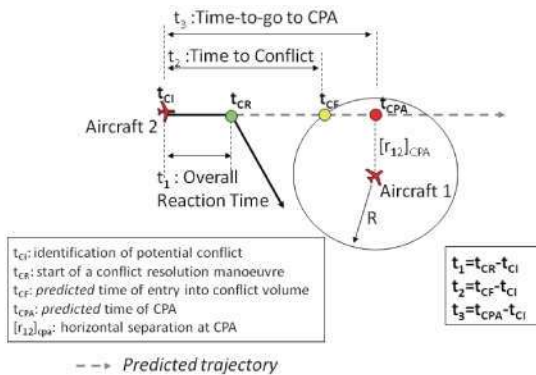 t3 :Time-to-go to CPA
t2 : Time to Conflict
tCI
tCR
tCF
tCPA
Aircraft 2
[r12]CPA
t1 : Overall
Reaction Time
Aircraft 1
R
tCI: identification of potential conflict
tCR: start of a conflict resolution manoeuvre
tCF: predicted time of entry into conflict volume
tCPA: predicted time of CPA
[r12]cpa: horizontal separation at CPA
t1=tCR-tCI
t2=tCF-tCI
t3=tCPA-tCI
Predicted trajectory